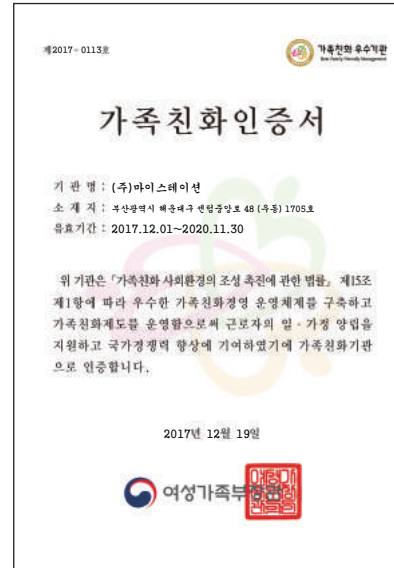 제2017 - 0113호
가족친화 우수기관
Best Family Friendly Management
가족친화인증서
기 관 명 : (주)마이스테이션
소 재 지 : 부산광역시 해운대구 센텀중앙로 48 (우동) 1705호
유효기간 : 2017.12.01~2020.11.30
위 기관은 「가족친화 사회환경의 조성 촉진에 관한 법률」 제15조
제1항에 따라 우수한 가족친화경영 운영체제를 구축하고
가족친화제도를 운영함으로써 근로자의 일 · 가정 양립을
지원하고 국가경쟁력 향상에 기여하였기에 가족친화기관
으로 인증합니다.
2017년 12월 19일
여성가족부장관